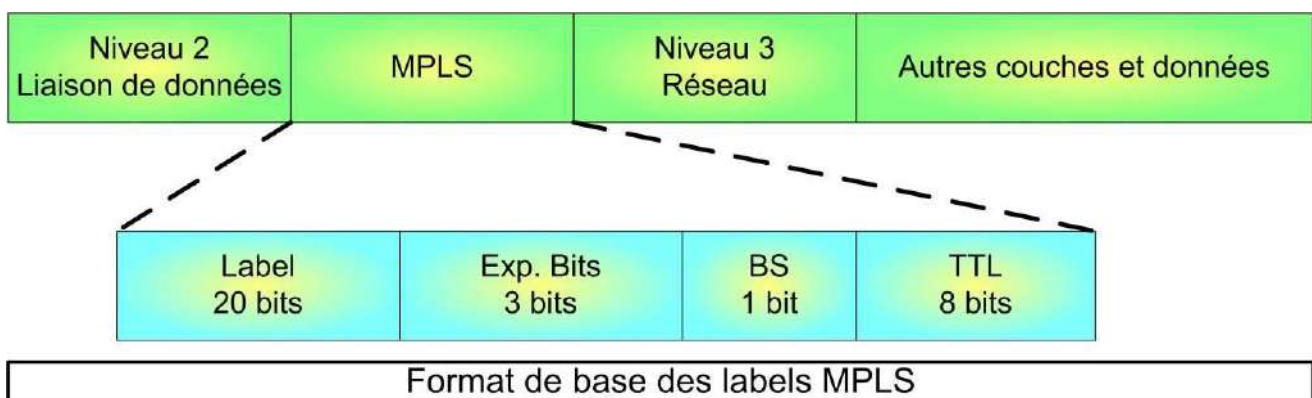 Niveau 2
Liaison de données
MPLS
Niveau 3
Réseau
Autres couches et données
Label
20 bits
Exp. Bits
3 bits
BS
1 bit
TTL
8 bits
Format de base des labels MPLS